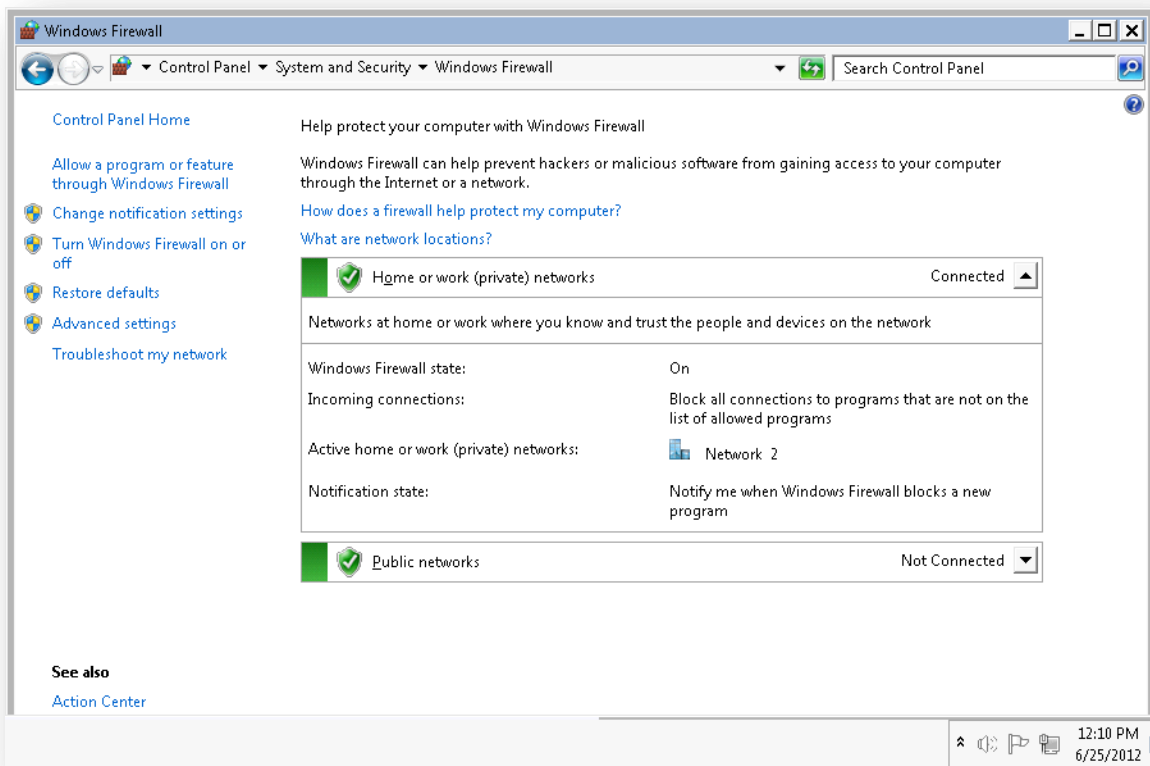 Windows Firewall
Control Panel System and Security Windows Firewall
Search Control Panel
Control Panel Home
Allow a program or feature
through Windows Firewall
Change notification settings
Turn Windows Firewall on or
off
Restore defaults
Advanced settings
Troubleshoot my network
See also
Action Center
Help protect your computer with Windows Firewall
Windows Firewall can help prevent hackers or malicious software from gaining access to your computer
through the Internet or a network.
How does a firewall help protect my computer?
What are network locations?
Home or work (private) networks Connected
Networks at home or work where you know and trust the people and devices on the network
Windows Firewall state: On
Incoming connections: Block all connections to programs that are not on the
list of allowed programs
Active home or work (private) networks: Network 2
Notification state: Notify me when Windows Firewall blocks a new
program
Public networks Not Connected
12:10 PM
6/25/2012